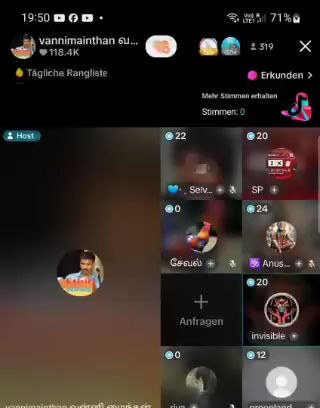 19:50
71%
vannimainthan வ...
118.4K
319
Tägliche Rangliste
Erkunden >
Mehr Stimmen erhalten
Stimmen: 0
Host
22
20
Selv...
SP
0
24
சேவல்
Anus...
20
Anfragen
invisible
0
12